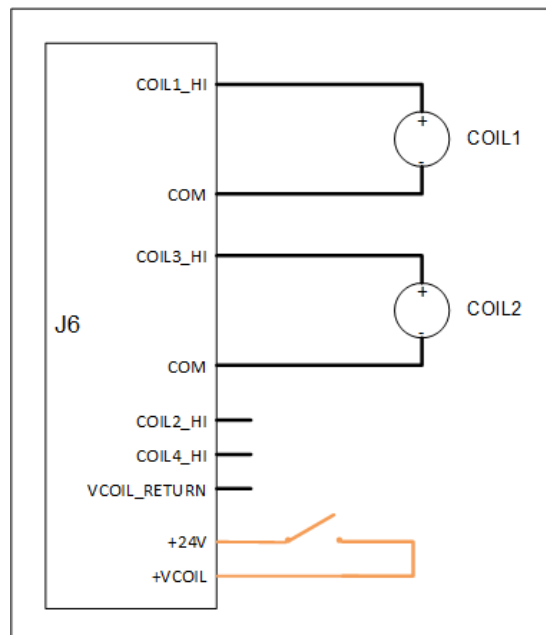 COIL1_HI
+
COIL1
-
COM
COIL3_HI
+
COIL2
-
J6
COM
COIL2_HI
COIL4_HI
VCOIL_RETURN
+24V
+VCOIL